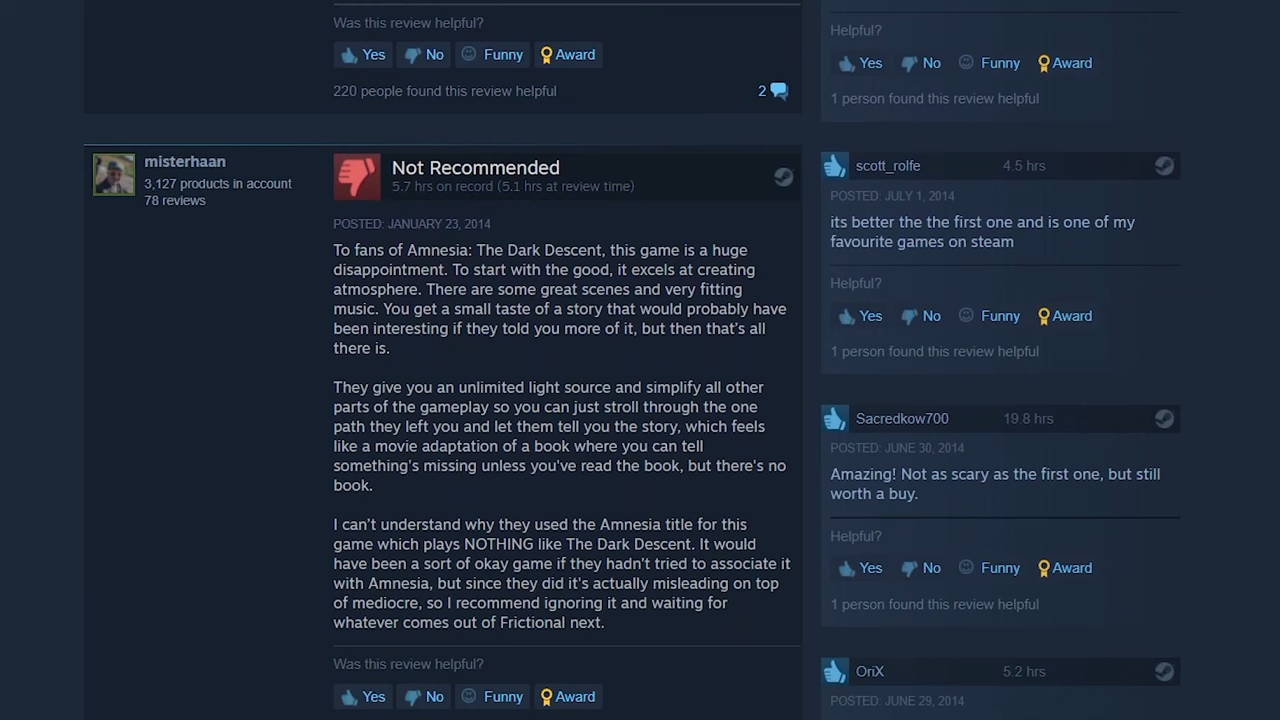 Was this review helpful?
Yes
No
Funny
Award
220 people found this review helpful
2
misterhaan
3,127 products in account
78 reviews
Not Recommended
5.7 hrs on record (5.1 hrs at review time)
POSTED: JANUARY 23, 2014
To fans of Amnesia: The Dark Descent, this game is a huge
disappointment. To start with the good, it excels at creating
atmosphere. There are some great scenes and very fitting
music. You get a small taste of a story that would probably have
been interesting if they told you more of it, but then that's all
there is.
They give you an unlimited light source and simplify all other
parts of the gameplay so you can just stroll through the one
path they left you and let them tell you the story, which feels
like a movie adaptation of a book where you can tell
something's missing unless you've read the book, but there's no
book.
I can't understand why they used the Amnesia title for this
game which plays NOTHING like The Dark Descent. It would
have been a sort of okay game if they hadn't tried to associate it
with Amnesia, but since they did it's actually misleading on top
of mediocre, so I recommend ignoring it and waiting for
whatever comes out of Frictional next.
Was this review helpful?
Yes
No
Funny
Award
Helpful?
Yes
No
Funny
Award
1 person found this review helpful
scott_rolfe
4.5 hrs
POSTED: JULY 1, 2014
its better the the first one and is one of my
favourite games on steam
Helpful?
Yes
No
Funny
Award
1 person found this review helpful
Sacredkow700
19.8 hrs
POSTED: JUNE 30, 2014
Amazing! Not as scary as the first one, but still
worth a buy.
Helpful?
Yes
No
Funny
Award
1 person found this review helpful
OriX
5.2 hrs
POSTED: JUNE 29, 2014